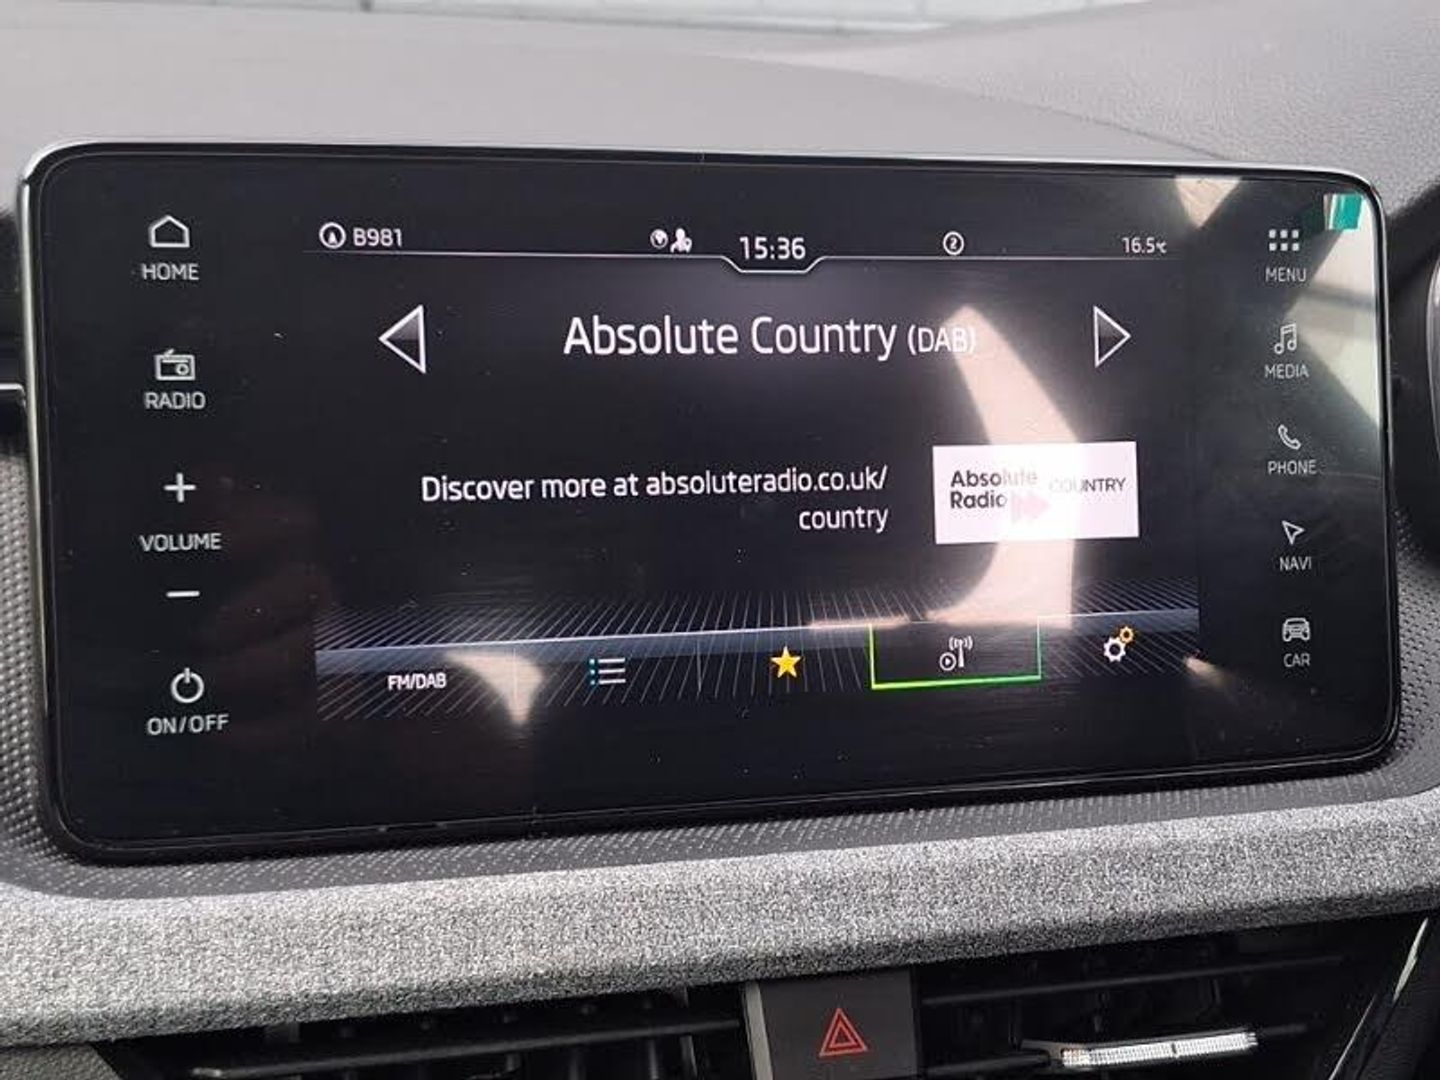 B981
15:36
2
16.5°C
HOME
MENU
Absolute Country (DAB)
RADIO
MEDIA
Discover more at absoluteradio.co.uk/
country
Absolute
Radio COUNTRY
PHONE
+
VOLUME
−
NAVI
FM/DAB
CAR
ON/OFF